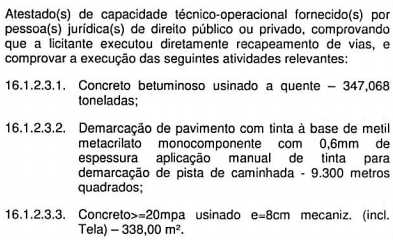 Atestado(s) de capacidade técnico-operacional fornecido(s) por
pessoa(s) jurídica(s) de direito público ou privado, comprovando
que a licitante executou diretamente recapeamento de vias, e
comprovar a execução das seguintes atividades relevantes:
16.1.2.3.1. Concreto betuminoso usinado a quente – 347,068
toneladas;
16.1.2.3.2. Demarcação de pavimento com tinta à base de metil
metacrilato monocomponente com 0,6mm de
espessura aplicação manual de tinta para
demarcação de pista de caminhada - 9.300 metros
quadrados;
16.1.2.3.3. Concreto>=20mpa usinado e=8cm mecaniz. (incl.
Tela) – 338,00 m².